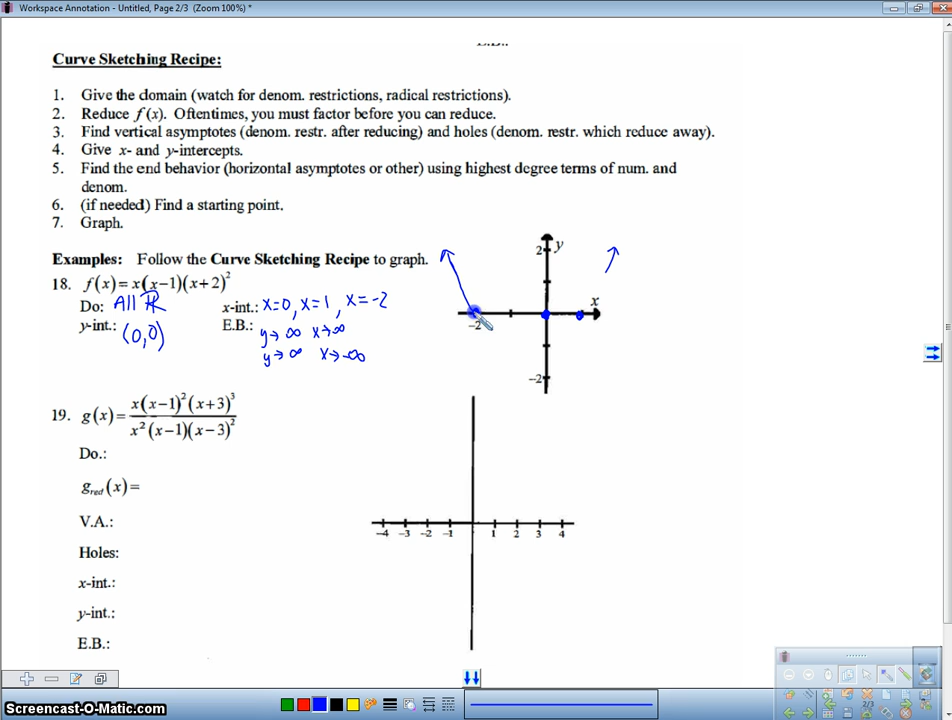 Workspace Annotation - Untitled, Page 2/3 (Zoom 100%) *
Curve Sketching Recipe:
1. Give the domain (watch for denom. restrictions, radical restrictions).
2. Reduce f(x). Oftentimes, you must factor before you can reduce.
3. Find vertical asymptotes (denom. restr. after reducing) and holes (denom. restr. which reduce away).
4. Give x- and y-intercepts.
5. Find the end behavior (horizontal asymptotes or other) using highest degree terms of num. and
denom.
6. (if needed) Find a starting point.
7. Graph.
Examples: Follow the Curve Sketching Recipe to graph.
18. f(x) = x(x−1)(x+2)²
Do: All ℝ
x-int.: x=0, x=1, x=-2
y-int.: (0,0)
E.B.: y→∞ x→∞
y→∞ x→-∞
2 y
x
-2
-2
19. g(x) = x(x−1)²(x+3)³ / x²(x−1)(x−3)²
Do.:
g_red(x) =
V.A.:
Holes:
x-int.:
y-int.:
E.B.:
-4 -3 -2 -1 1 2 3 4
2/3
Screencast-O-Matic.com